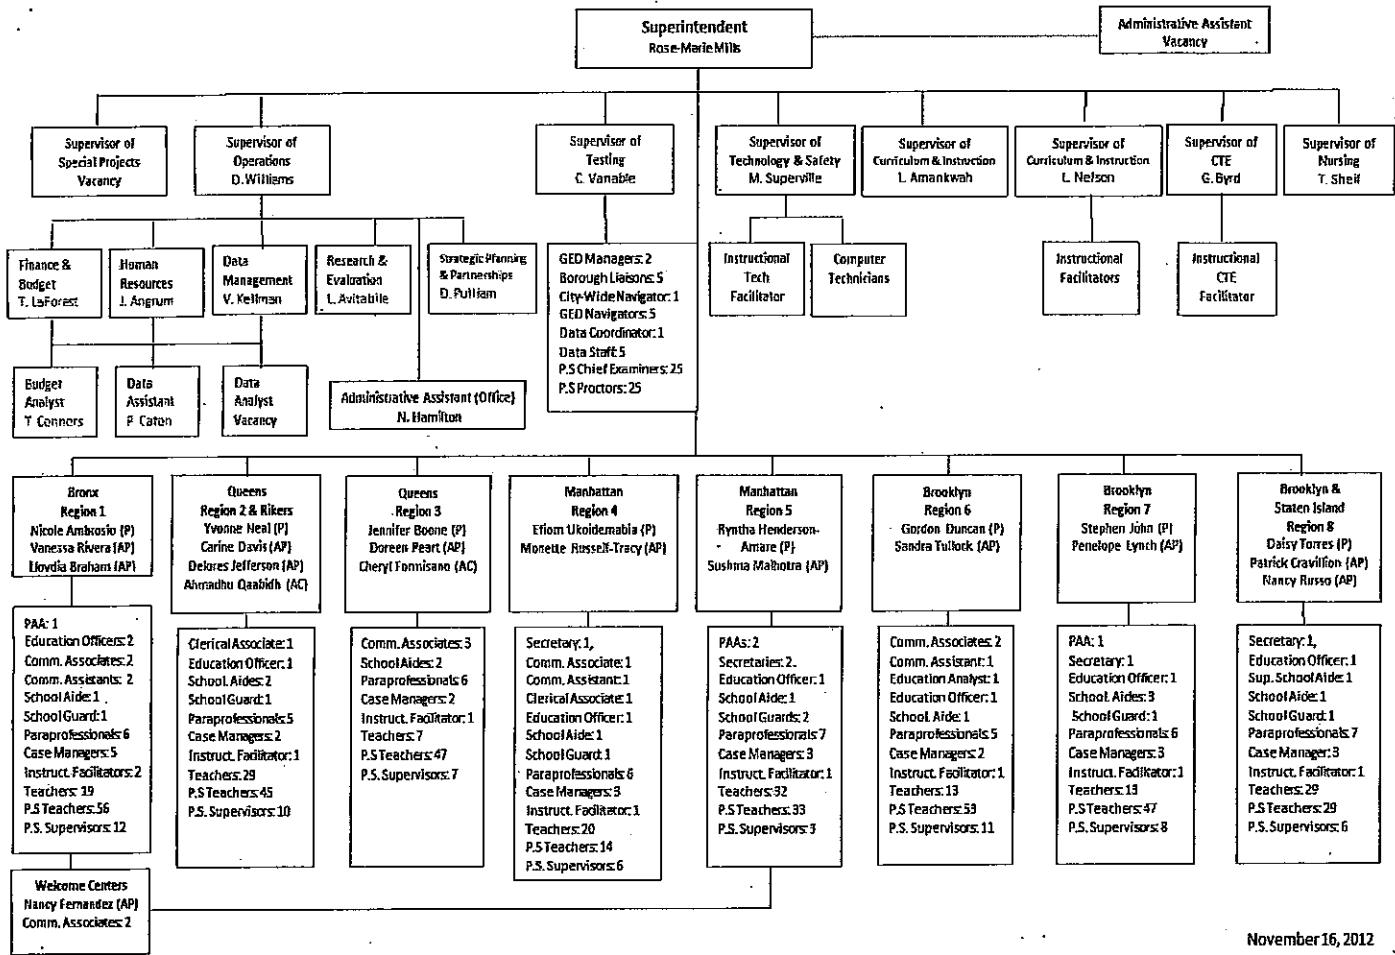 Superintendent
Rose-Marie Mills
Administrative Assistant
Vacancy
Supervisor of
Special Projects
Vacancy
Supervisor of
Operations
D. Williams
Supervisor of
Testing
C. Vanable
Supervisor of
Technology & Safety
M. Superville
Supervisor of
Curriculum & Instruction
L. Amankwah
Supervisor of
Curriculum & Instruction
L. Nelson
Supervisor of
CTE
G. Byrd
Supervisor of
Nursing
T. Shelf
Finance &
Budget
T. LaForest
Human
Resources
J. Angrum
Data
Management
V. Kellman
Research &
Evaluation
L. Avitabile
Strategic Planning
& Partnerships
D. Pulliam
GED Managers: 2
Borough Liaisons: 5
City-Wide Navigator: 1
GED Navigators: 5
Data Coordinator: 1
Data Staff: 5
P.S Chief Examiners: 25
P.S Proctors: 25
Instructional
Tech
Facilitator
Computer
Technicians
Instructional
Facilitators
Instructional
CTE
Facilitator
Budget
Analyst
T. Conners
Data
Assistant
P. Caton
Data
Analyst
Vacancy
Administrative Assistant (Office)
N. Hamilton
Bronx
Region 1
Nicole Ambrosio (P)
Vanessa Rivera (AP)
Lloydia Braham (AP)
Queens
Region 2 & Rikers
Yvonne Neal (P)
Carine Davis (AP)
Delores Jefferson (AP)
Ahmadhu Qaabidh (AC)
Queens
Region 3
Jennifer Boone (P)
Doreen Peart (AP)
Cheryl Formisano (AC)
Manhattan
Region 4
Efiom Ukoidemabia (P)
Monette Russell-Tracy (AP)
Manhattan
Region 5
Ryntha Henderson-
Amare (P)
Sushma Malhotra (AP)
Brooklyn
Region 6
Gordon Duncan (P)
Sandra Tullock (AP)
Brooklyn
Region 7
Stephen John (P)
Penelope Lynch (AP)
Brooklyn &
Staten Island
Region 8
Daisy Torres (P)
Patrick Cravillion (AP)
Nancy Russo (AP)
PAA: 1
Education Officers: 2
Comm. Associates: 2
Comm. Assistants: 2
School Aide: 1
School Guard: 1
Paraprofessionals: 6
Case Managers: 5
Instruct. Facilitators: 2
Teachers: 19
P.S Teachers: 56
P.S. Supervisors: 12
Clerical Associate: 1
Education Officer: 1
School. Aides: 2
School Guard: 1
Paraprofessionals: 5
Case Managers: 2
Instruct. Facilitator: 1
Teachers: 29
P.S Teachers: 45
P.S. Supervisors: 10
Comm. Associates: 3
School Aides: 2
Paraprofessionals: 6
Case Managers: 2
Instruct. Facilitator: 1
Teachers: 7
P.S Teachers: 47
P.S. Supervisors: 7
Secretary: 1,
Comm. Associate: 1
Comm. Assistant: 1
Clerical Associate: 1
Education Officer: 1
School Aide: 1
School Guard: 1
Paraprofessionals: 6
Case Managers: 3
Instruct. Facilitator: 1
Teachers: 20
P.S Teachers: 14
P.S. Supervisors: 6
PAAs: 2
Secretaries: 2
Education Officer: 1
School Aide: 1
School Guards: 2
Paraprofessionals: 7
Case Managers: 3
Instruct. Facilitator: 1
Teachers: 32
P.S Teachers: 33
P.S. Supervisors: 3
Comm. Associates: 2
Comm. Assistant: 1
Education Analyst: 1
Education Officer: 1
School. Aide: 1
Paraprofessionals: 5
Case Managers: 2
Instruct. Facilitator: 1
Teachers: 13
P.S Teachers: 53
P.S. Supervisors: 11
PAA: 1
Secretary: 1
Education Officer: 1
School. Aides: 3
School Guard: 1
Paraprofessionals: 6
Case Managers: 3
Instruct. Facilitator: 1
Teachers: 13
P.S Teachers: 47
P.S. Supervisors: 8
Secretary: 1,
Education Officer: 1
Sup. School Aide: 1
School Aide: 1
School Guard: 1
Paraprofessionals: 7
Case Manager: 3
Instruct. Facilitator: 1
Teachers: 29
P.S Teachers: 29
P.S. Supervisors: 6
Welcome Centers
Nancy Fernandez (AP)
Comm. Associates: 2
November 16, 2012